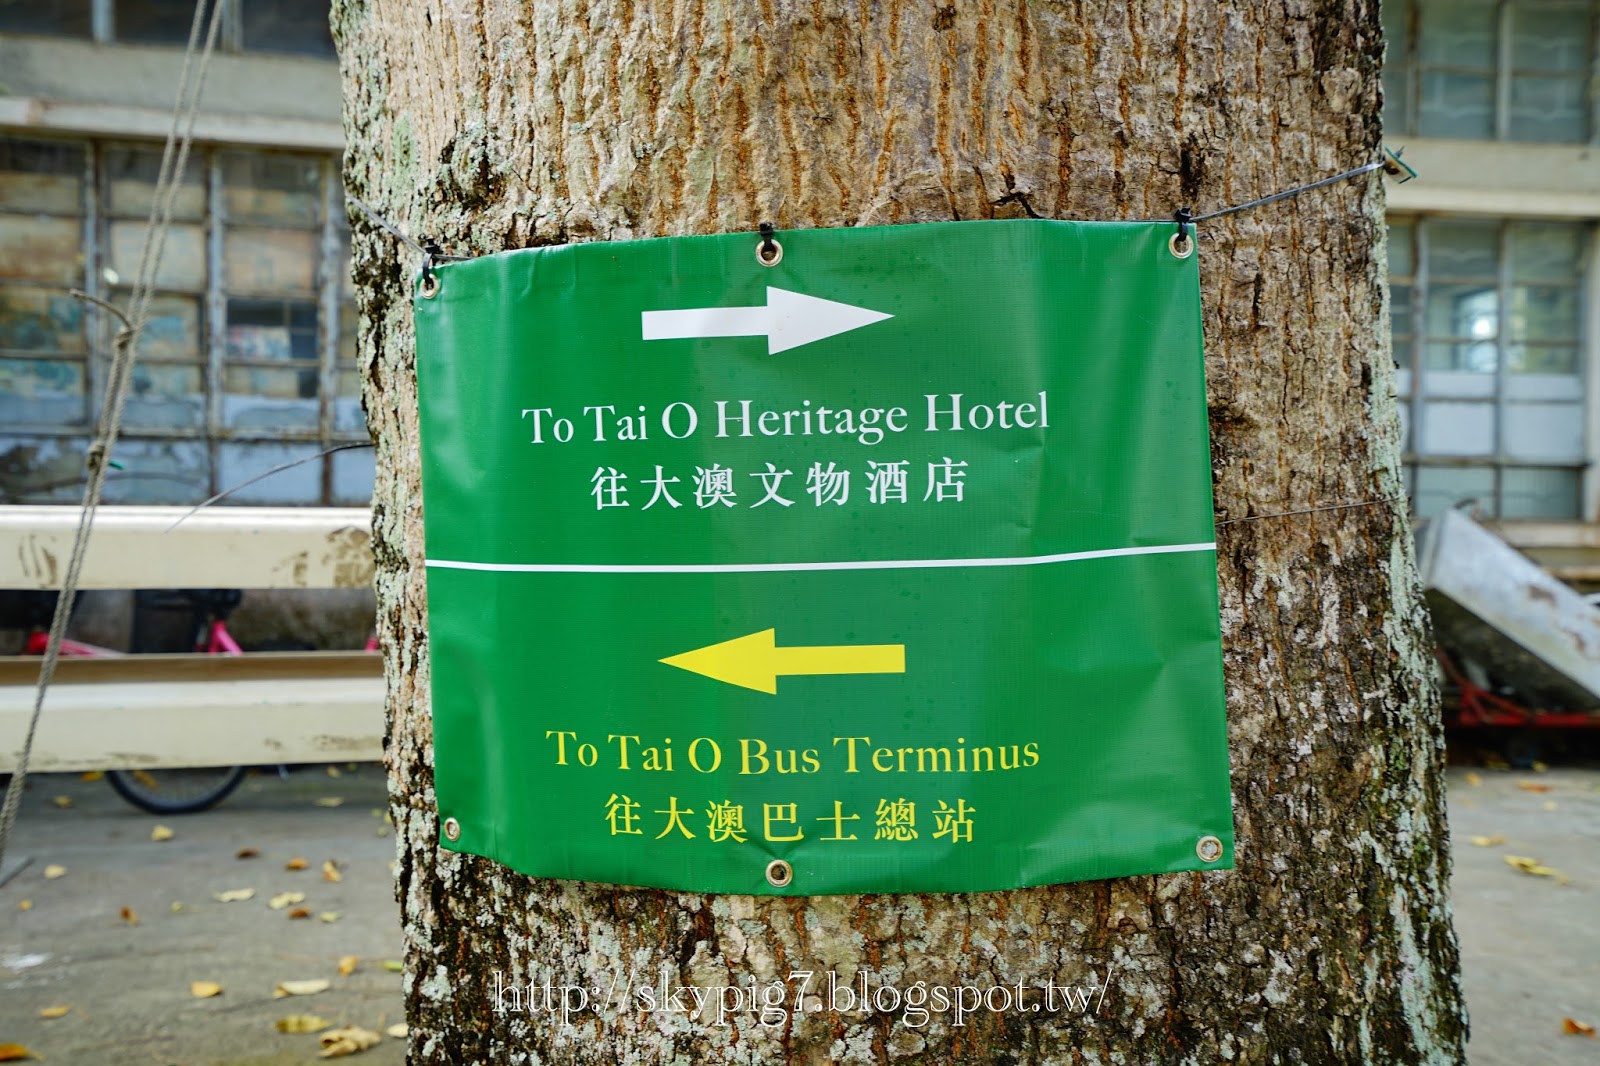 To Tai O Heritage Hotel
往大澳文物酒店
To Tai O Bus Terminus
往大澳巴士總站
http://skypig7.blogspot.tw/